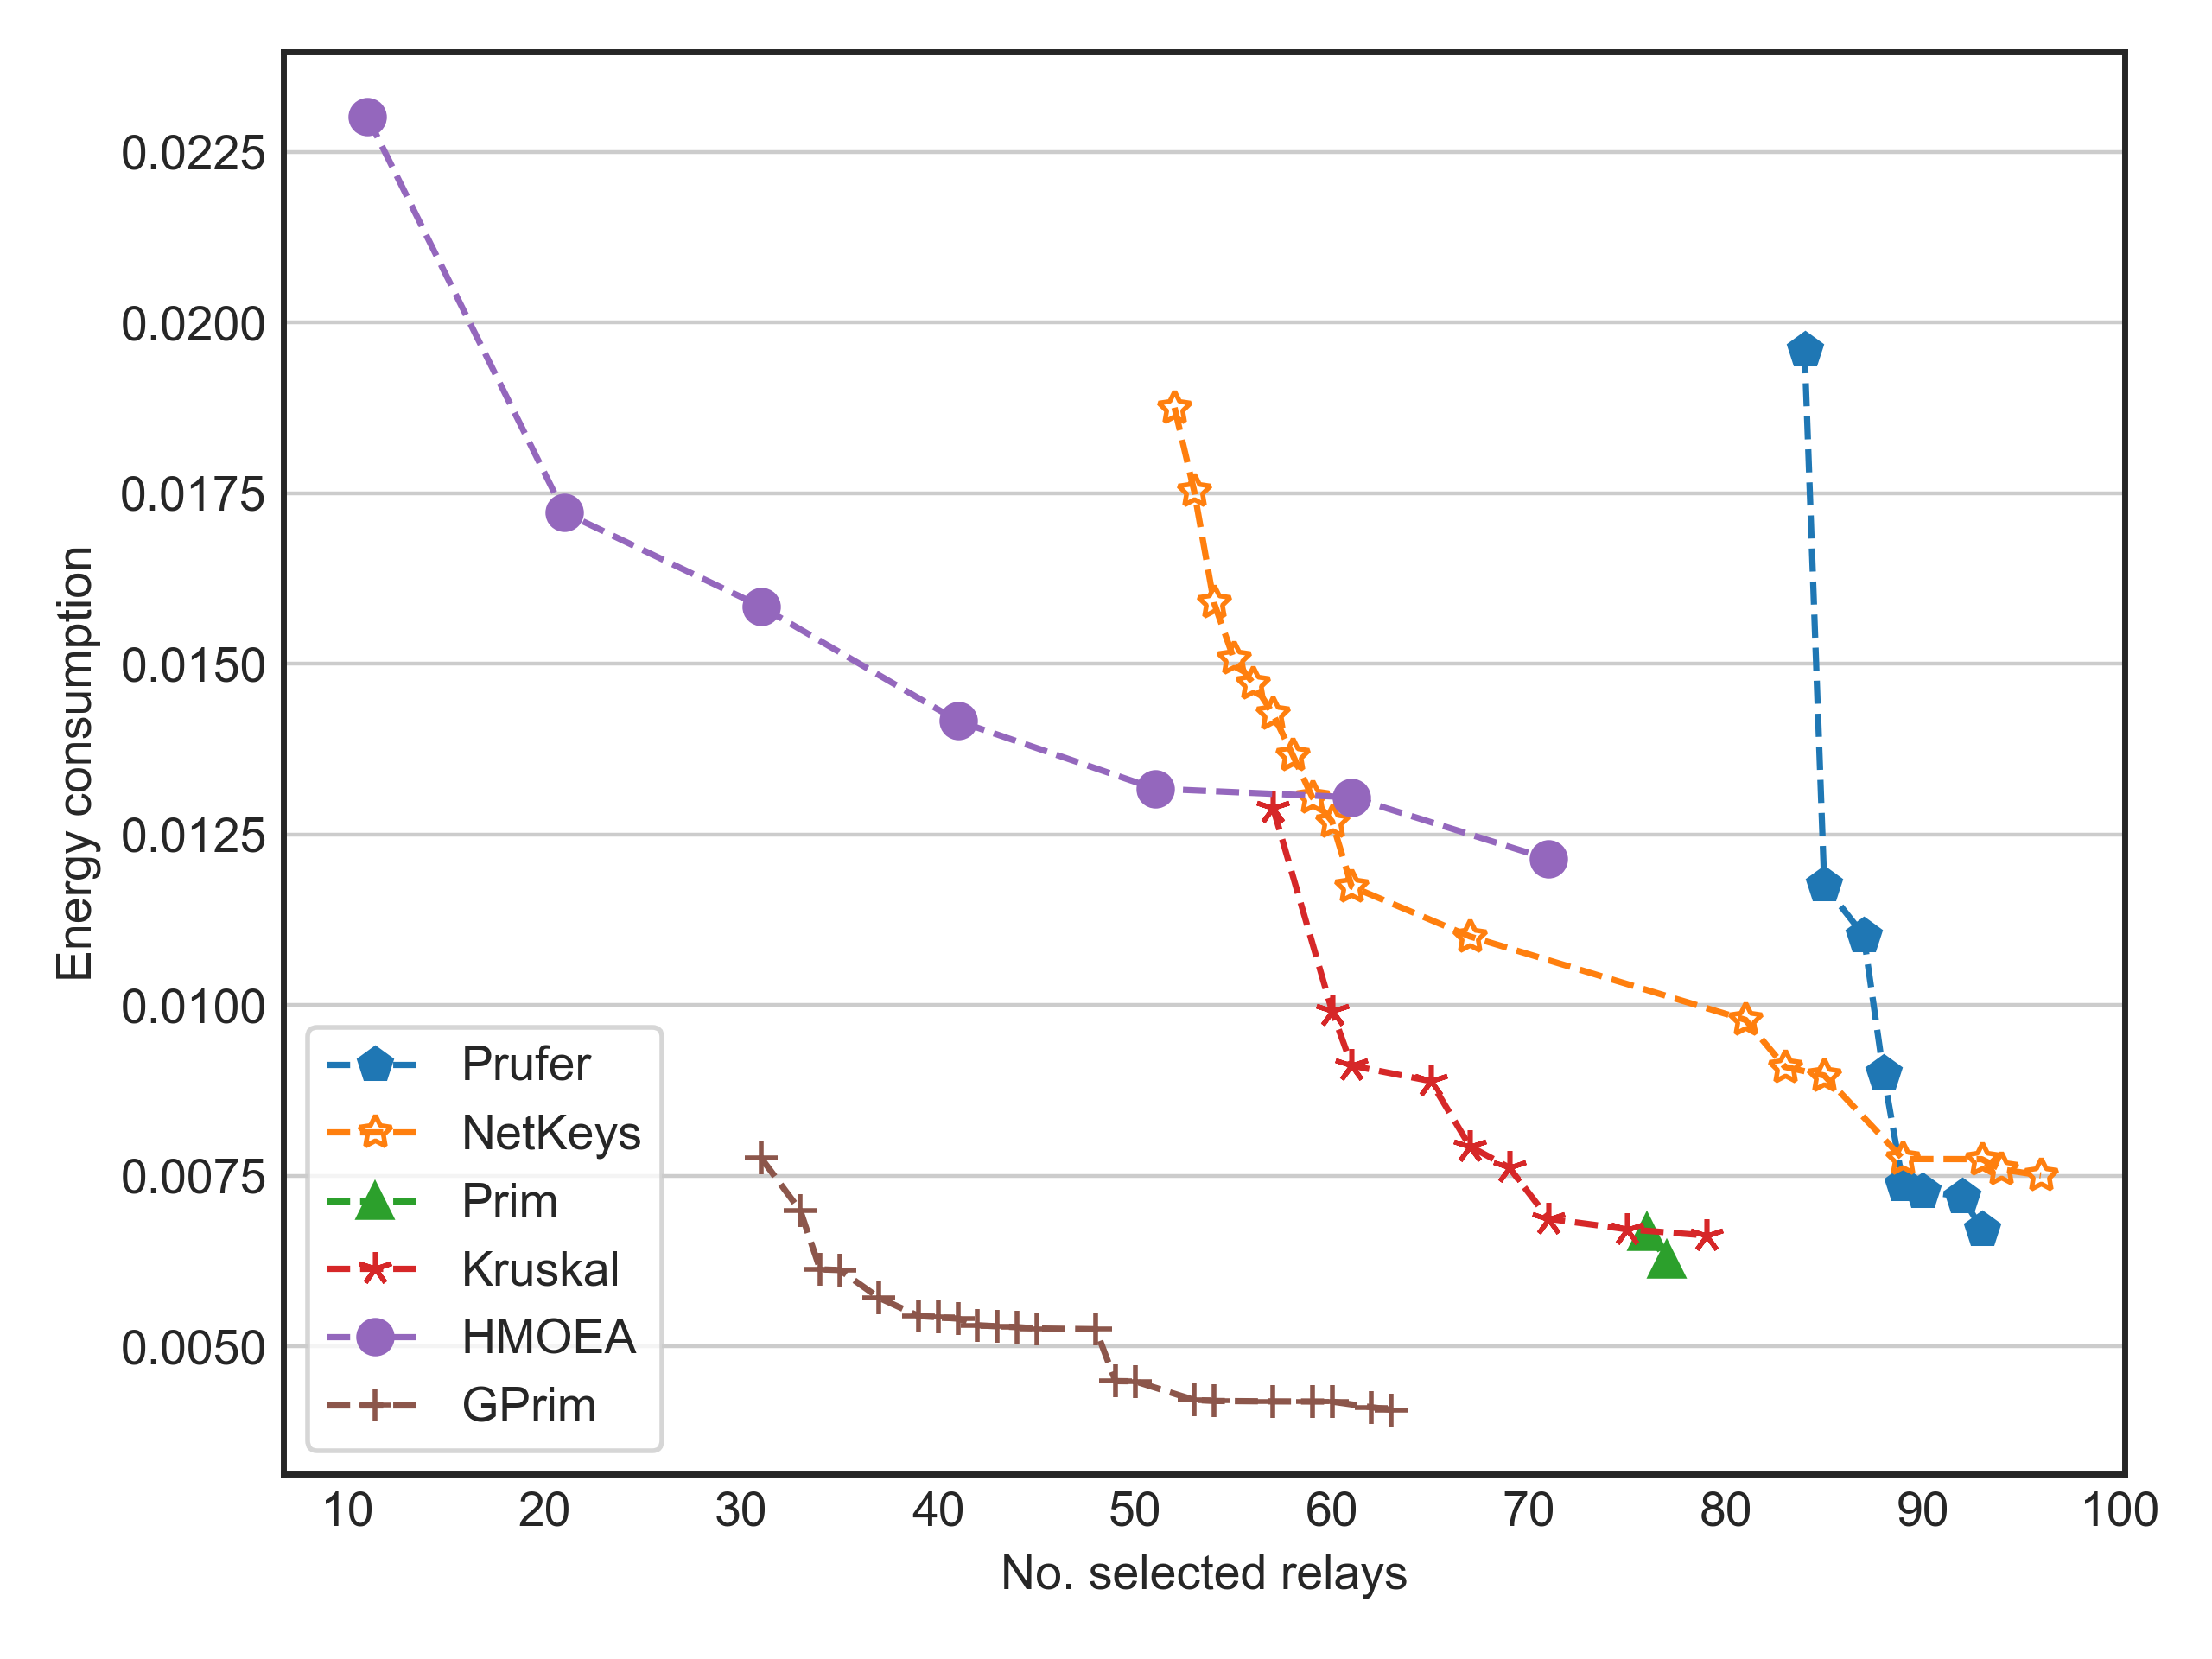 0.0225
0.0200
0.0175
0.0150
0.0125
0.0100
0.0075
0.0050
Energy consumption
Prufer
NetKeys
Prim
Kruskal
HMOEA
GPrim
10 20 30 40 50 60 70 80 90 100
No. selected relays